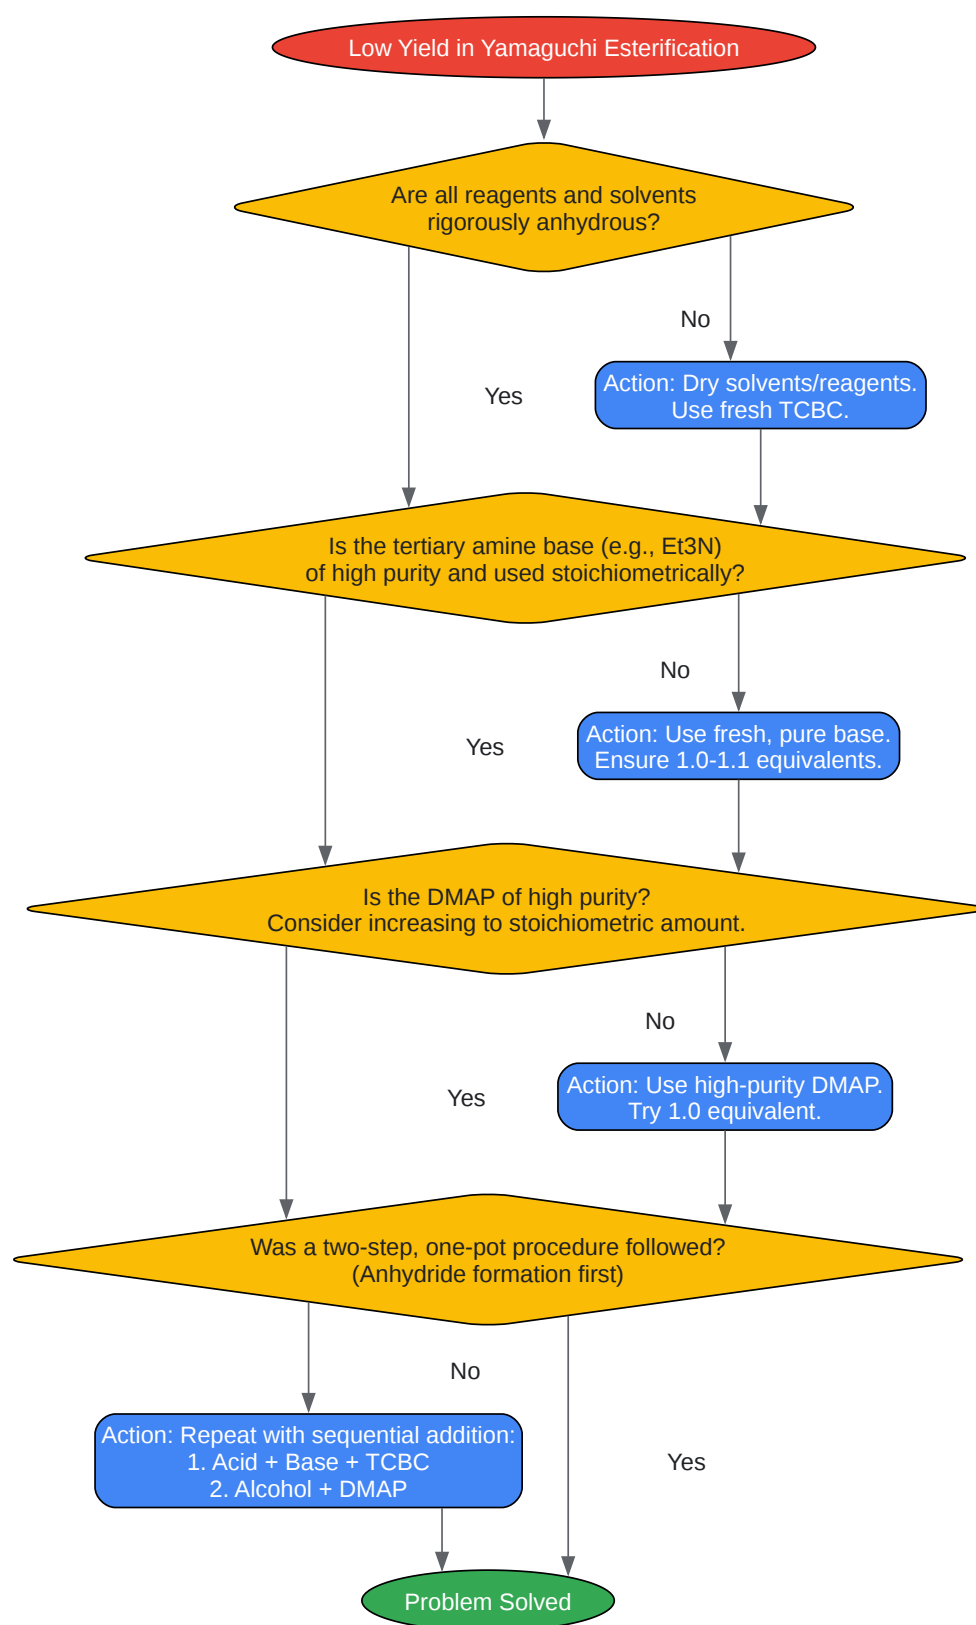 Low Yield in Yamaguchi Esterification
Are all reagents and solvents
rigorously anhydrous?
No
Yes
Action: Dry solvents/reagents.
Use fresh TCBC.
Is the tertiary amine base (e.g., Et3N)
of high purity and used stoichiometrically?
No
Yes
Action: Use fresh, pure base.
Ensure 1.0-1.1 equivalents.
Is the DMAP of high purity?
Consider increasing to stoichiometric amount.
No
Yes
Action: Use high-purity DMAP.
Try 1.0 equivalent.
Was a two-step, one-pot procedure followed?
(Anhydride formation first)
No
Action: Repeat with sequential addition:
1. Acid + Base + TCBC
2. Alcohol + DMAP
Yes
Problem Solved